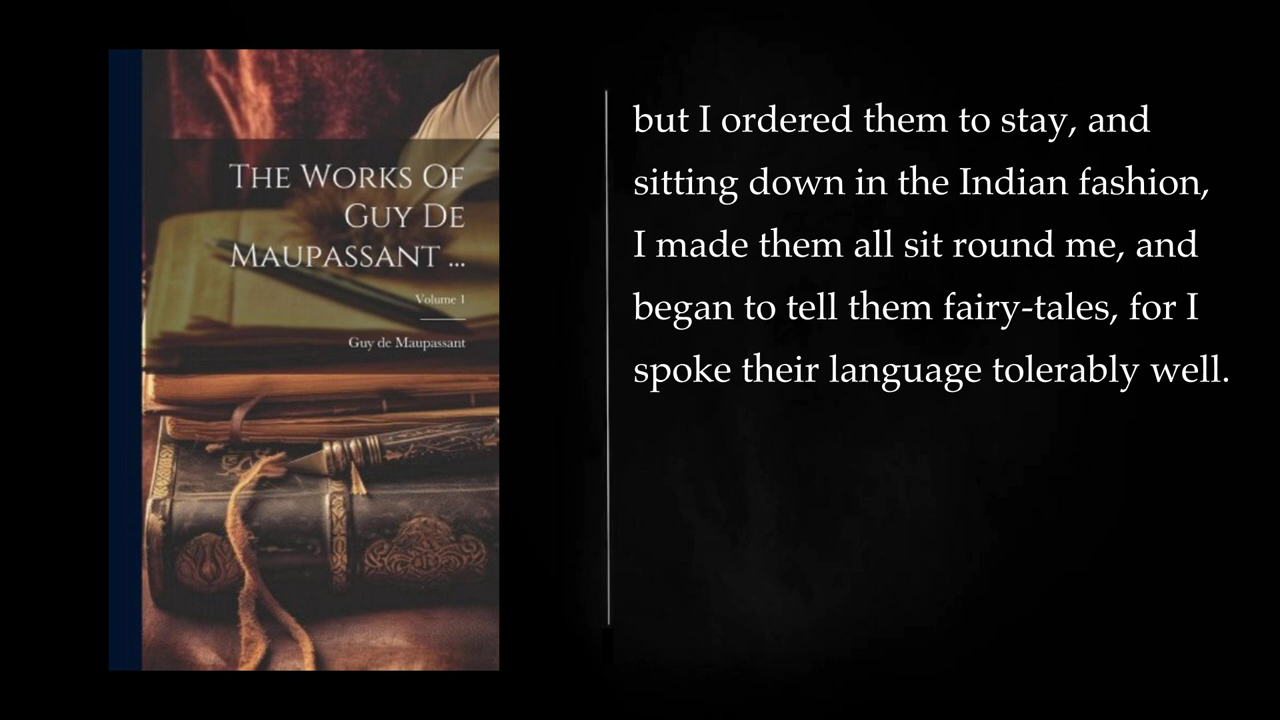 THE WORKS OF
GUY DE
MAUPASSANT ...
Volume 1
Guy de Maupassant
but I ordered them to stay, and
sitting down in the Indian fashion,
I made them all sit round me, and
began to tell them fairy-tales, for I
spoke their language tolerably well.